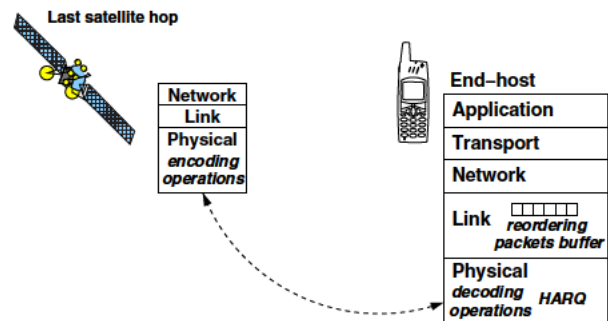 Last satellite hop
Network
Link
Physical
encoding
operations
End–host
Application
Transport
Network
Link
reordering
packets buffer
Physical
decoding
operations HARQ